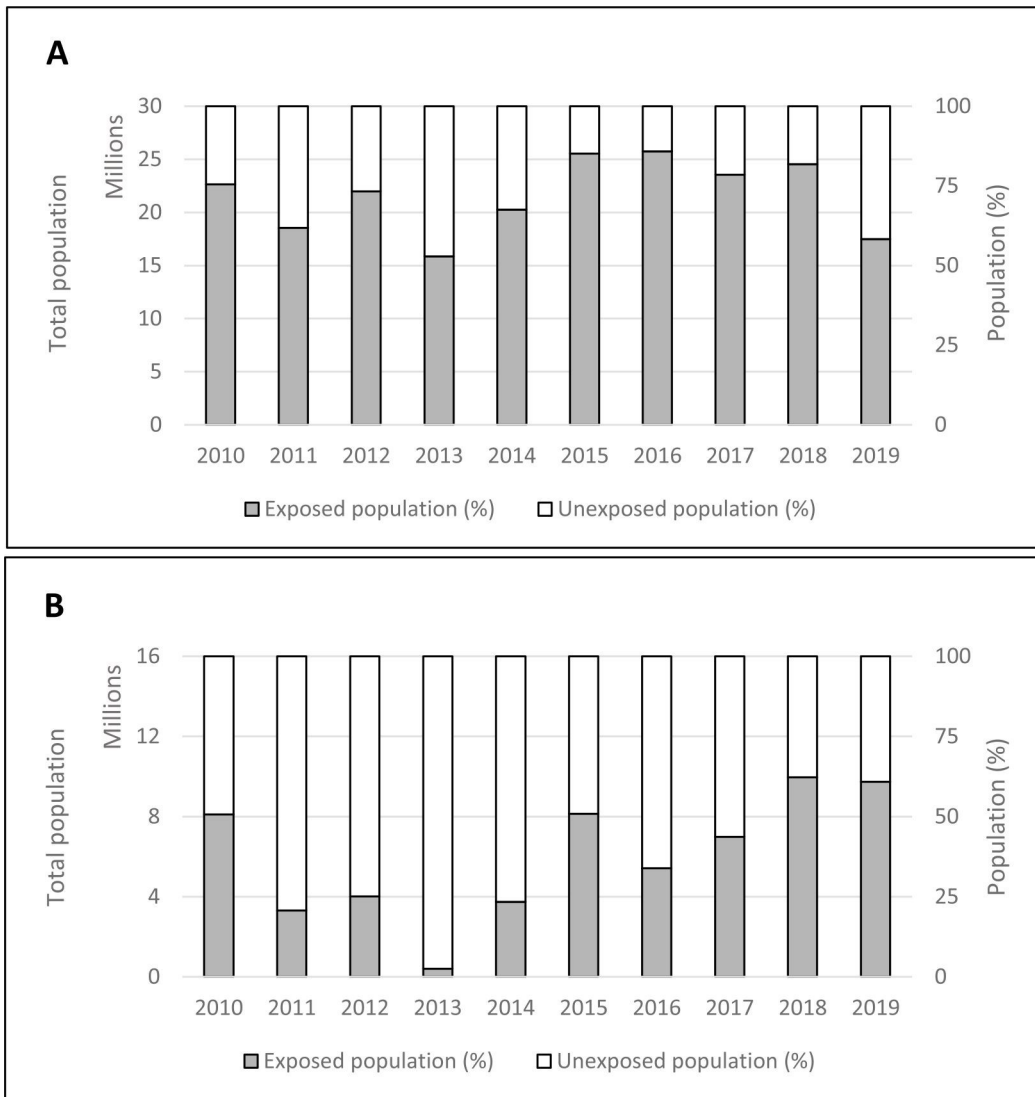 A
Total population
Millions
30
25
20
15
10
5
0
100
75
50
25
0
Population (%)
2010 2011 2012 2013 2014 2015 2016 2017 2018 2019
Exposed population (%) Unexposed population (%)
B
Total population
Millions
16
12
8
4
0
100
75
50
25
0
Population (%)
2010 2011 2012 2013 2014 2015 2016 2017 2018 2019
Exposed population (%) Unexposed population (%)